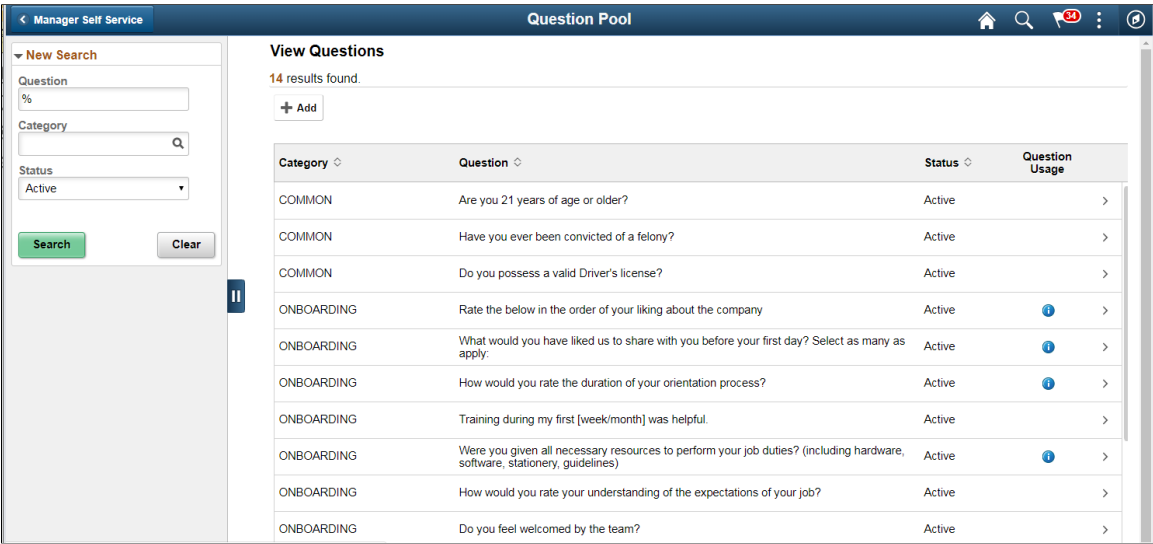 Manager Self Service
Question Pool
34
New Search
Question
%
Category
Status
Active
Search
Clear
View Questions
14 results found.
Add
Category Question Status Question Usage
COMMON Are you 21 years of age or older? Active
COMMON Have you ever been convicted of a felony? Active
COMMON Do you possess a valid Driver's license? Active
ONBOARDING Rate the below in the order of your liking about the company Active
ONBOARDING What would you have liked us to share with you before your first day? Select as many as
apply: Active
ONBOARDING How would you rate the duration of your orientation process? Active
ONBOARDING Training during my first [week/month] was helpful. Active
ONBOARDING Were you given all necessary resources to perform your job duties? (including hardware,
software, stationery, guidelines) Active
ONBOARDING How would you rate your understanding of the expectations of your job? Active
ONBOARDING Do you feel welcomed by the team? Active